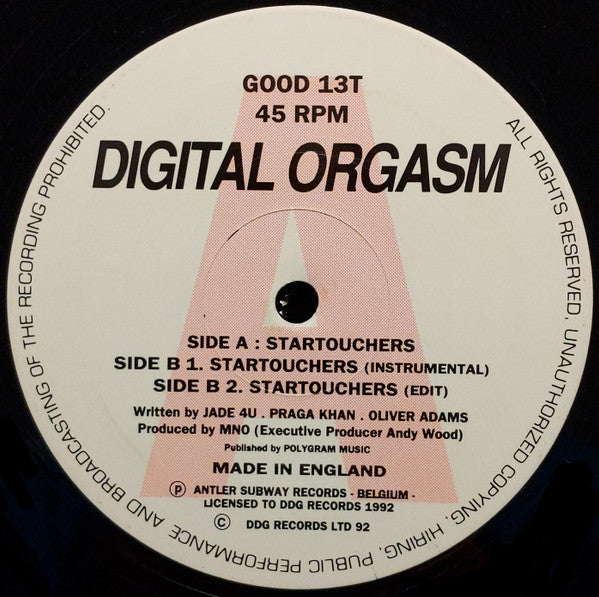 GOOD 13T
45 RPM
DIGITAL ORGASM
SIDE A : STARTOUCHERS
SIDE B 1. STARTOUCHERS (INSTRUMENTAL)
SIDE B 2. STARTOUCHERS (EDIT)
Written by JADE 4U . PRAGA KHAN . OLIVER ADAMS
Produced by MNO (Executive Producer Andy Wood)
Published by POLYGRAM MUSIC
MADE IN ENGLAND
℗ ANTLER SUBWAY RECORDS - BELGIUM -
LICENSED TO DDG RECORDS 1992
© DDG RECORDS LTD 92
ALL RIGHTS RESERVED, UNAUTHORIZED COPYING, HIRING, PUBLIC PERFORMANCE AND BROADCASTING OF THE RECORDING PROHIBITED.
A